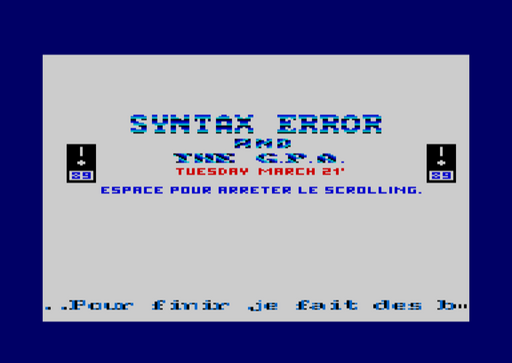 SYNTAX ERROR
AND
THE G.P.A.
TUESDAY MARCH 21'
89
89
ESPACE POUR ARRETER LE SCROLLING.
..Pour finir je fait des b